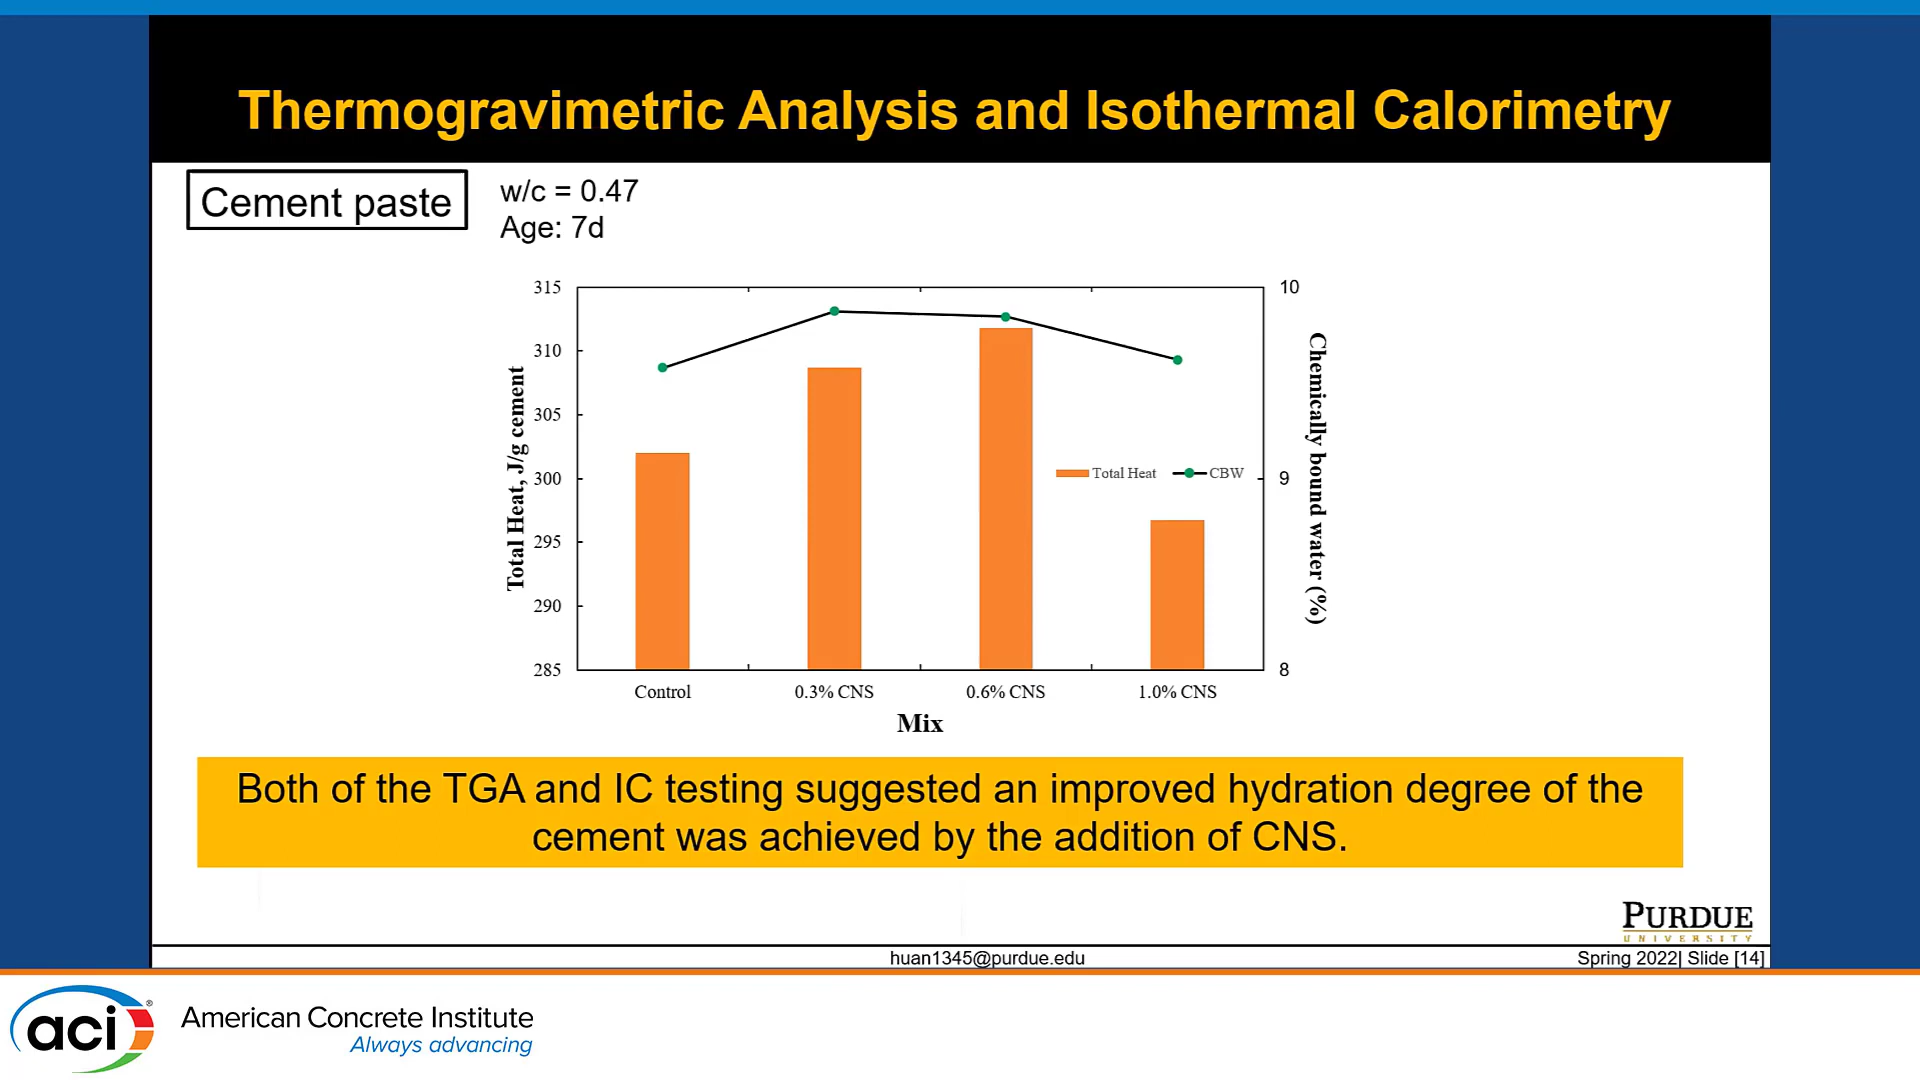 Thermogravimetric Analysis and Isothermal Calorimetry
Cement paste
w/c = 0.47
Age: 7d
315
310
305
300
295
290
285
Total Heat, J/g cement
10
9
8
Chemically bound water (%)
Total Heat
CBW
Control
0.3% CNS
0.6% CNS
1.0% CNS
Mix
Both of the TGA and IC testing suggested an improved hydration degree of the
cement was achieved by the addition of CNS.
PURDUE
UNIVERSITY
huan1345@purdue.edu
Spring 2022| Slide [14]
aci®
American Concrete Institute
Always advancing